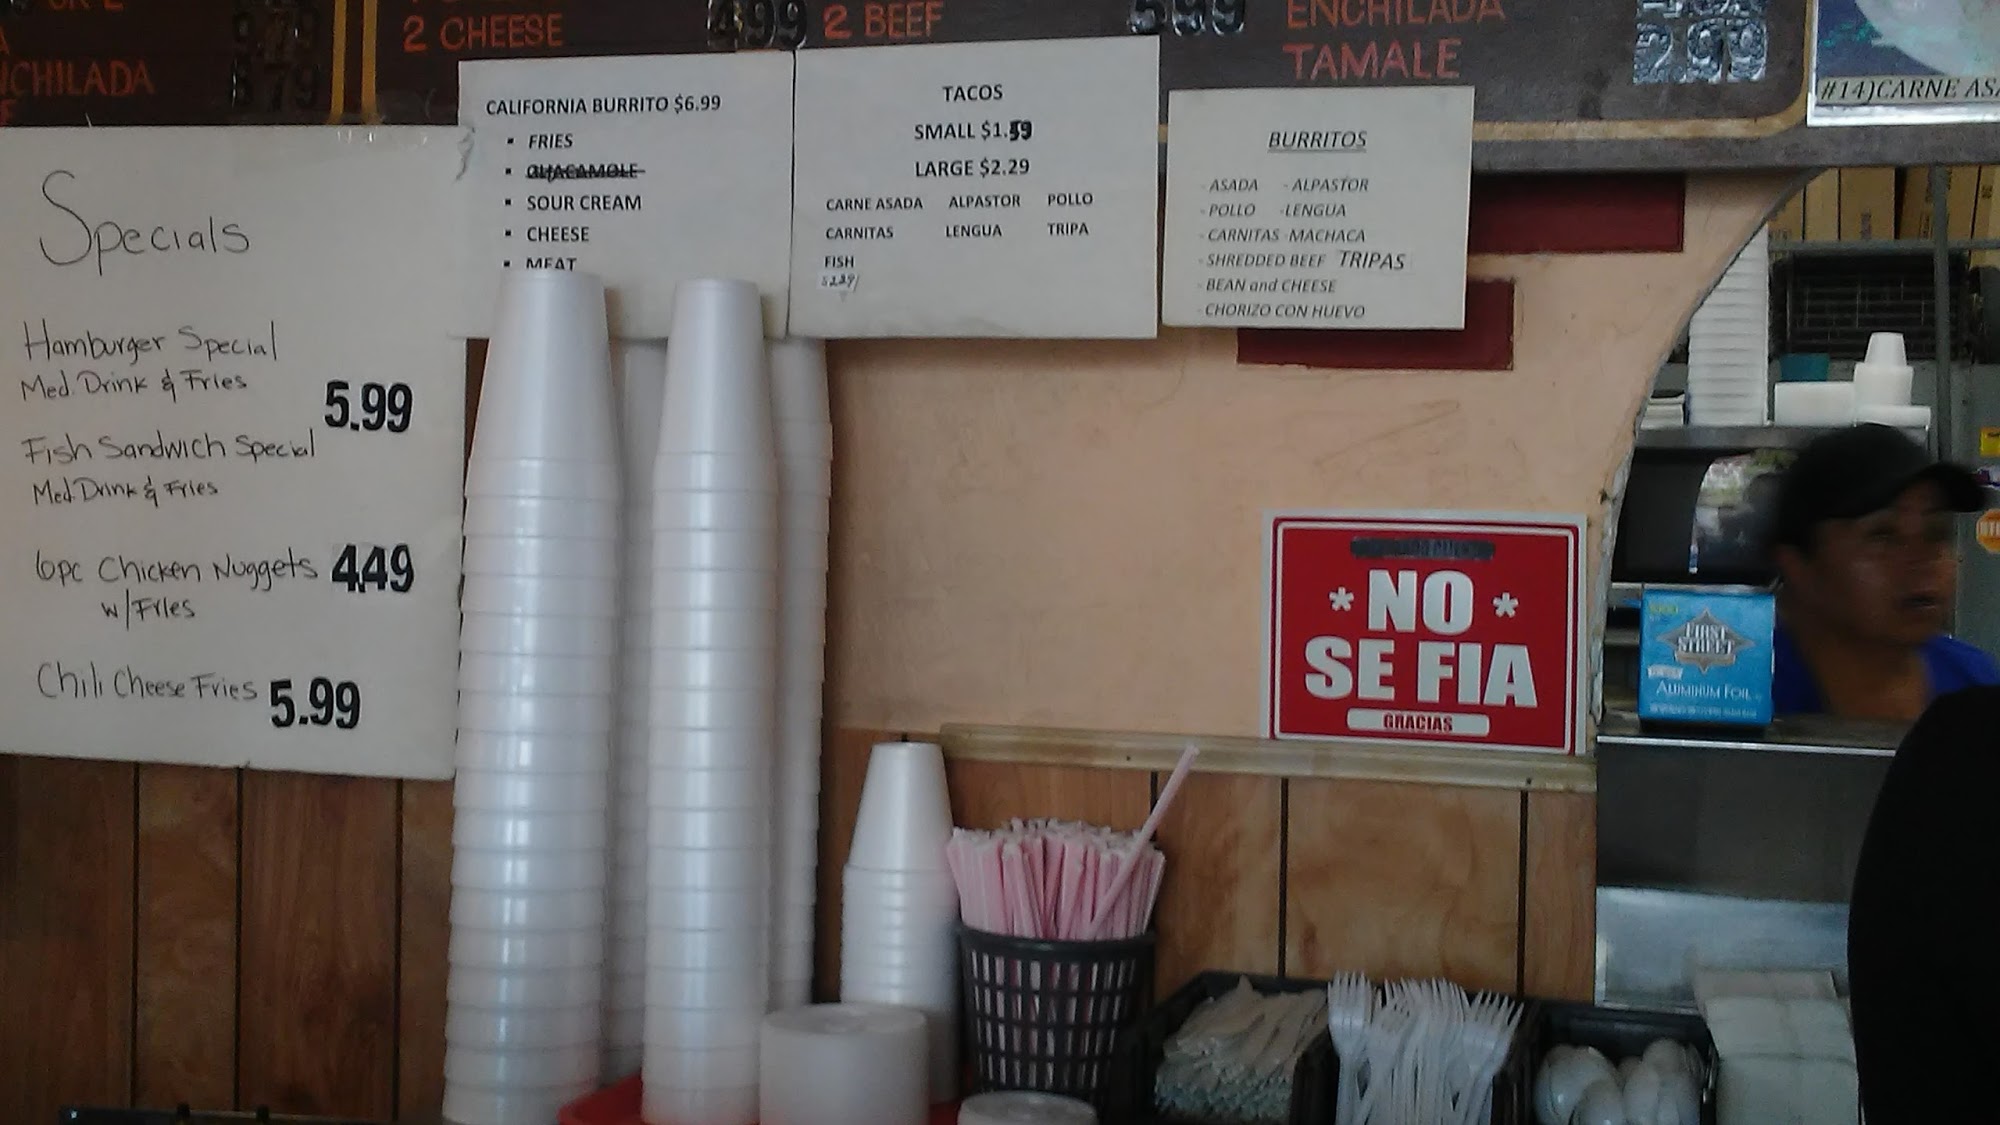 2 CHEESE 4.99
2 BEEF 5.99
ENCHILADA
TAMALE 2.99
#14)CARNE
Specials
Hamburger Special
Med. Drink & Fries 5.99
Fish Sandwich Special
Med. Drink & Fries
6pc Chicken Nuggets 4.49
w/Fries
Chili Cheese Fries 5.99
CALIFORNIA BURRITO $6.99
▪ FRIES
▪ GUACAMOLE
▪ SOUR CREAM
▪ CHEESE
▪ MEAT
TACOS
SMALL $1.59
LARGE $2.29
CARNE ASADA ALPASTOR POLLO
CARNITAS LENGUA TRIPA
FISH
BURRITOS
- ASADA - ALPASTOR
- POLLO -LENGUA
- CARNITAS -MACHACA
- SHREDDED BEEF TRIPAS
- BEAN and CHEESE
- CHORIZO CON HUEVO
* NO *
SE FIA
GRACIAS
FIRST
STREET
ALUMINUM FOIL